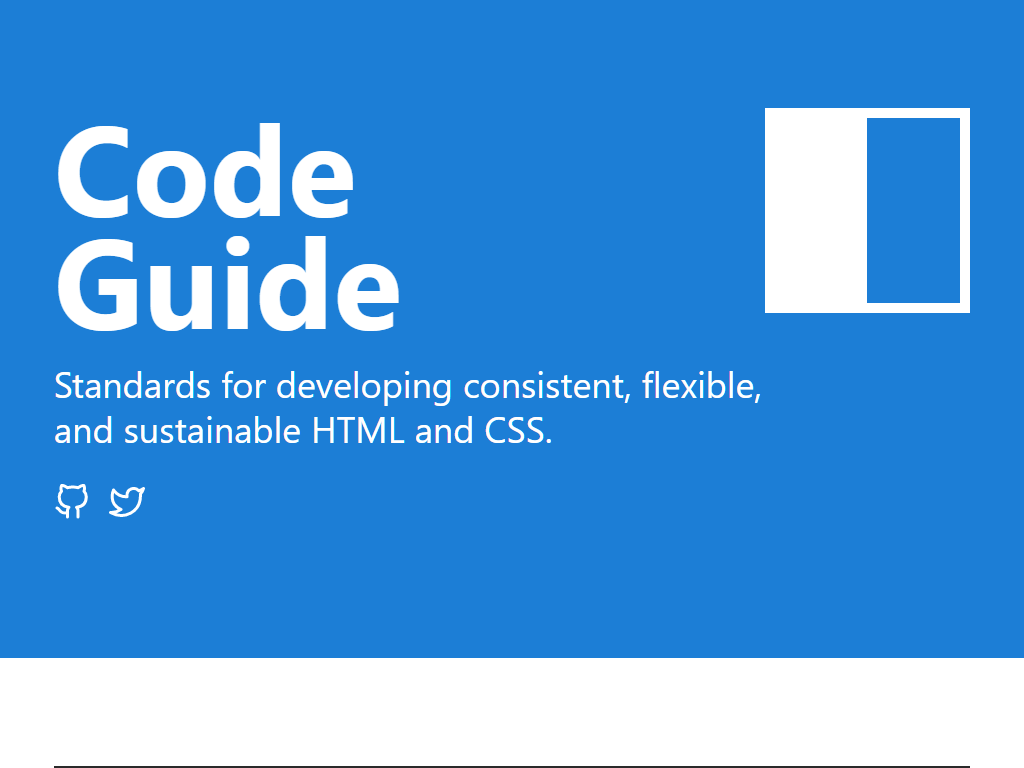 Code
Guide
Standards for developing consistent, flexible,
and sustainable HTML and CSS.